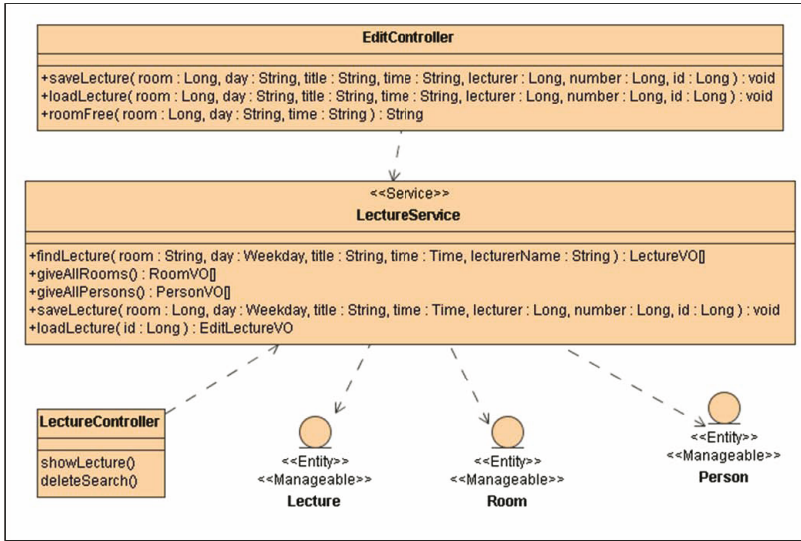 EditController
+saveLecture( room : Long, day : String, title : String, time : String, lecturer : Long, number : Long, id : Long ) : void
+loadLecture( room : Long, day : String, title : String, time : String, lecturer : Long, number : Long, id : Long ) : void
+roomFree( room : Long, day : String, time : String ) : String
<<Service>>
LectureService
+findLecture( room : String, day : Weekday, title : String, time : Time, lecturerName : String ) : LectureVO[]
+giveAllRooms() : RoomVO[]
+giveAllPersons() : PersonVO[]
+saveLecture( room : Long, day : Weekday, title : String, time : Time, lecturer : Long, number : Long, id : Long ) : void
+loadLecture( id : Long ) : EditLectureVO
LectureController
showLecture()
deleteSearch()
<<Entity>>
<<Manageable>>
Lecture
<<Entity>>
<<Manageable>>
Room
<<Entity>>
<<Manageable>>
Person